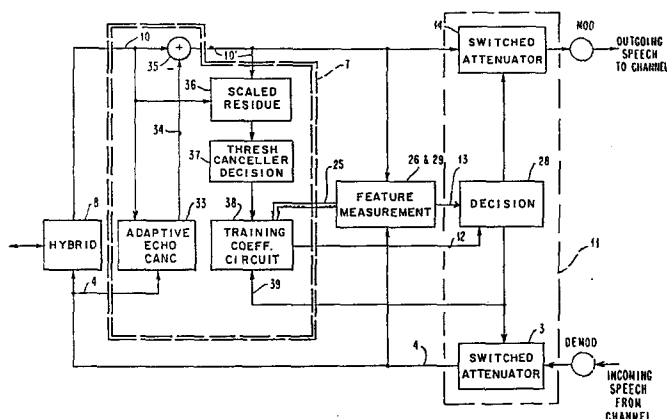 14
MOD
10
10'
35
+
-
7
SWITCHED
ATTENUATOR
OUTGOING
SPEECH
TO CHANNEL
36
SCALED
RESIDUE
34
37
THRESH
CANCELLER
DECISION
25
26 & 29
13
28
8
33
38
FEATURE
MEASUREMENT
DECISION
HYBRID
ADAPTIVE
ECHO
CANC
TRAINING
COEFF.
CIRCUIT
12
11
4
39
3
DEMOD
4
SWITCHED
ATTENUATOR
INCOMING
SPEECH
FROM
CHANNEL